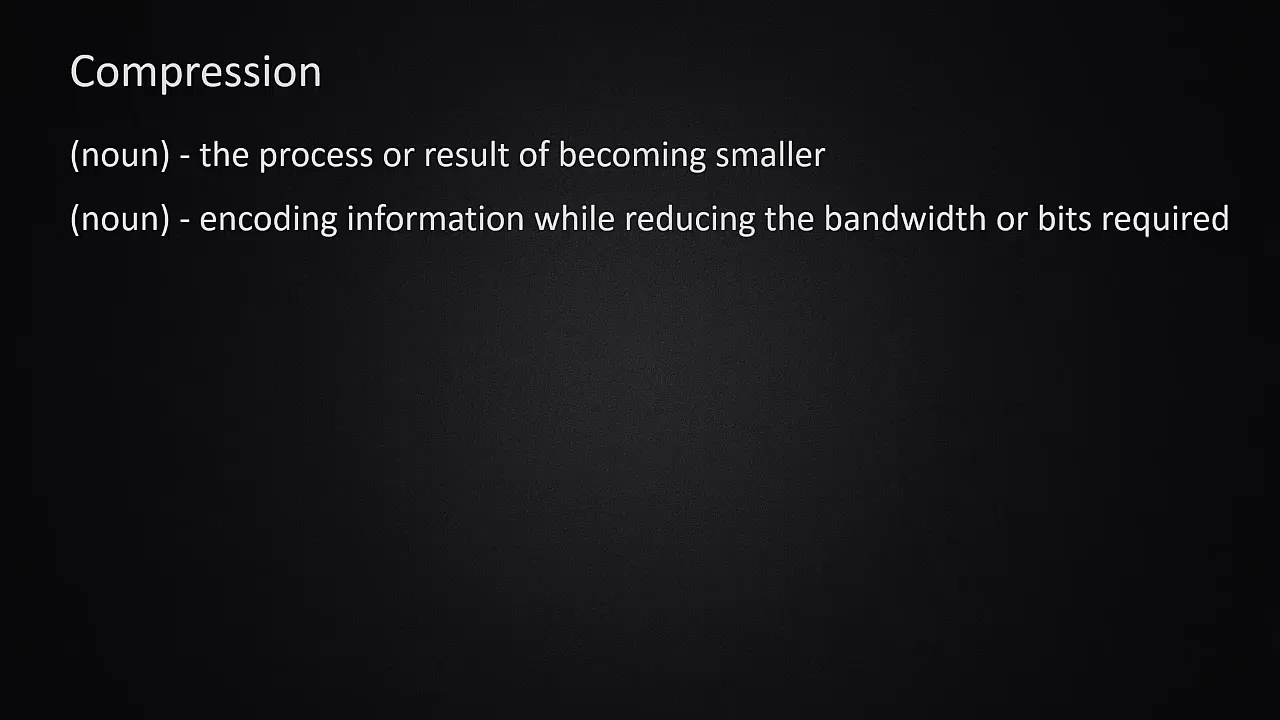 Compression
(noun) - the process or result of becoming smaller
(noun) - encoding information while reducing the bandwidth or bits required